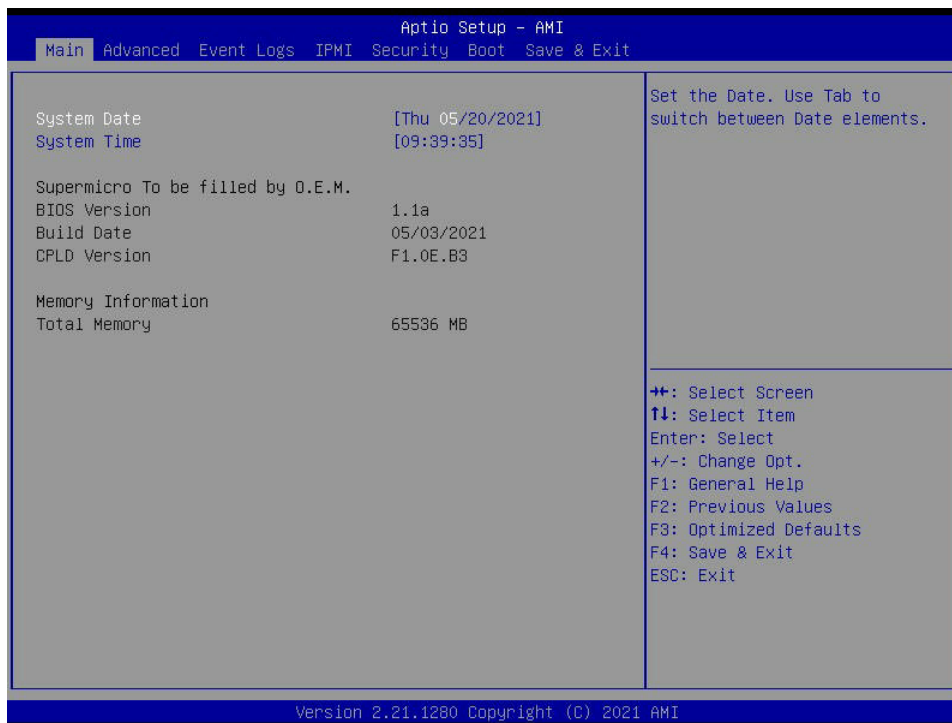 Aptio Setup - AMI
Main Advanced Event Logs IPMI Security Boot Save & Exit
System Date [Thu 05/20/2021]
System Time [09:39:35]
Supermicro To be filled by O.E.M.
BIOS Version 1.1a
Build Date 05/03/2021
CPLD Version F1.0E.B3
Memory Information
Total Memory 65536 MB
Set the Date. Use Tab to
switch between Date elements.
→←: Select Screen
↑↓: Select Item
Enter: Select
+/-: Change Opt.
F1: General Help
F2: Previous Values
F3: Optimized Defaults
F4: Save & Exit
ESC: Exit
Version 2.21.1280 Copyright (C) 2021 AMI